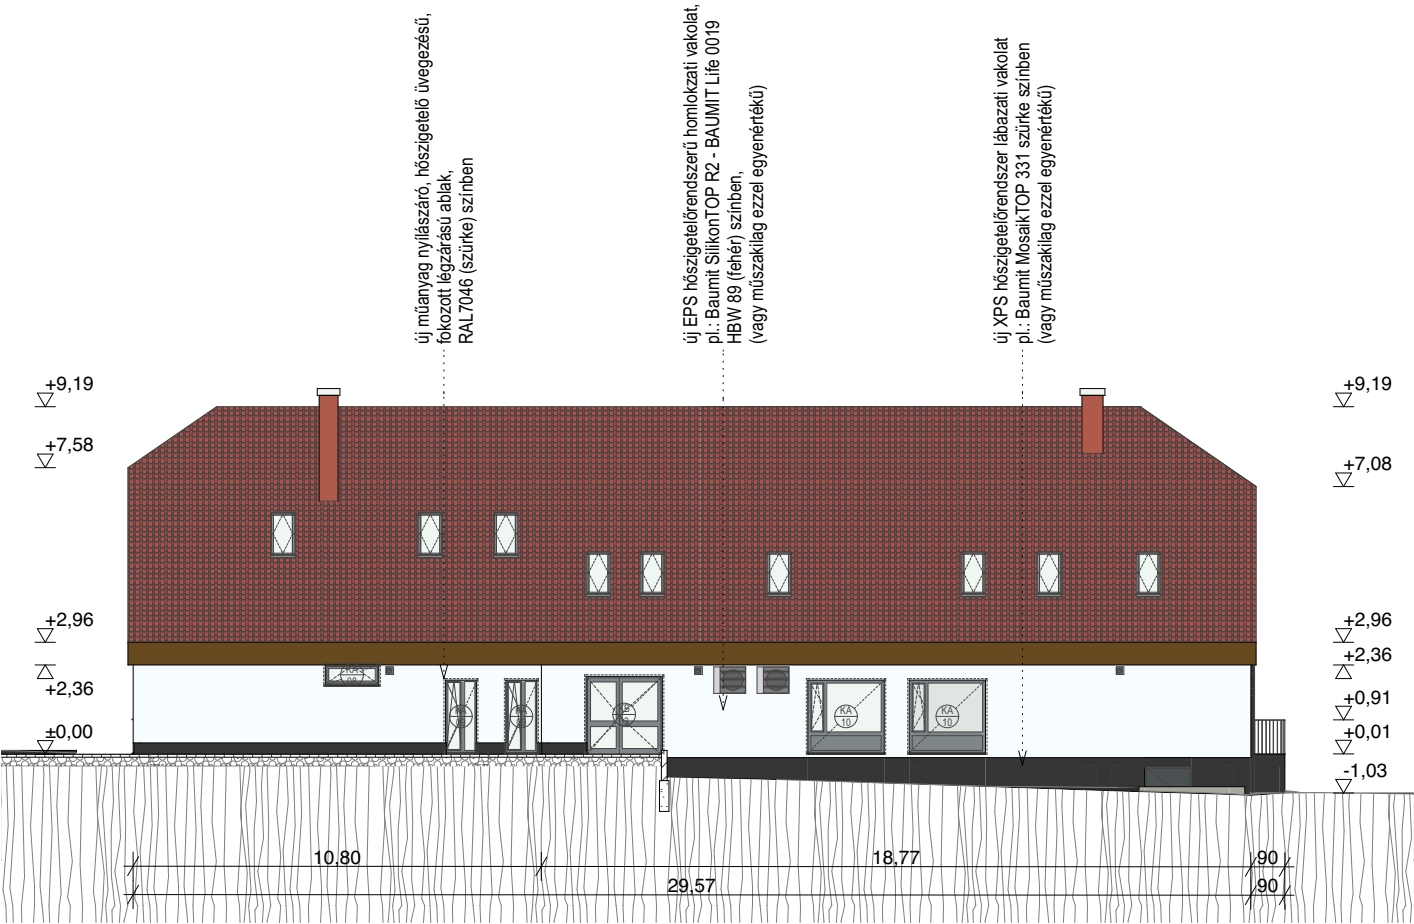 új műanyag nyílászáró, hőszigetelő üvegezésű,
fokozott légzárású ablak,
RAL7046 (szürke) színben
új EPS hőszigetelőrendszerű homlokzati vakolat,
pl.: Baumit SilikonTOP R2 - BAUMIT Life 0019
HBW 89 (fehér) színben,
(vagy műszakilag ezzel egyenértékű)
új XPS hőszigetelőrendszer lábazati vakolat
pl.: Baumit MosaikTOP 331 szürke színben
(vagy műszakilag ezzel egyenértékű)
+9,19
+7,58
+2,96
+2,36
±0,00
+9,19
+7,08
+2,96
+2,36
+0,91
+0,01
-1,03
KA
10
KA
10
10,80
18,77
90
29,57
90